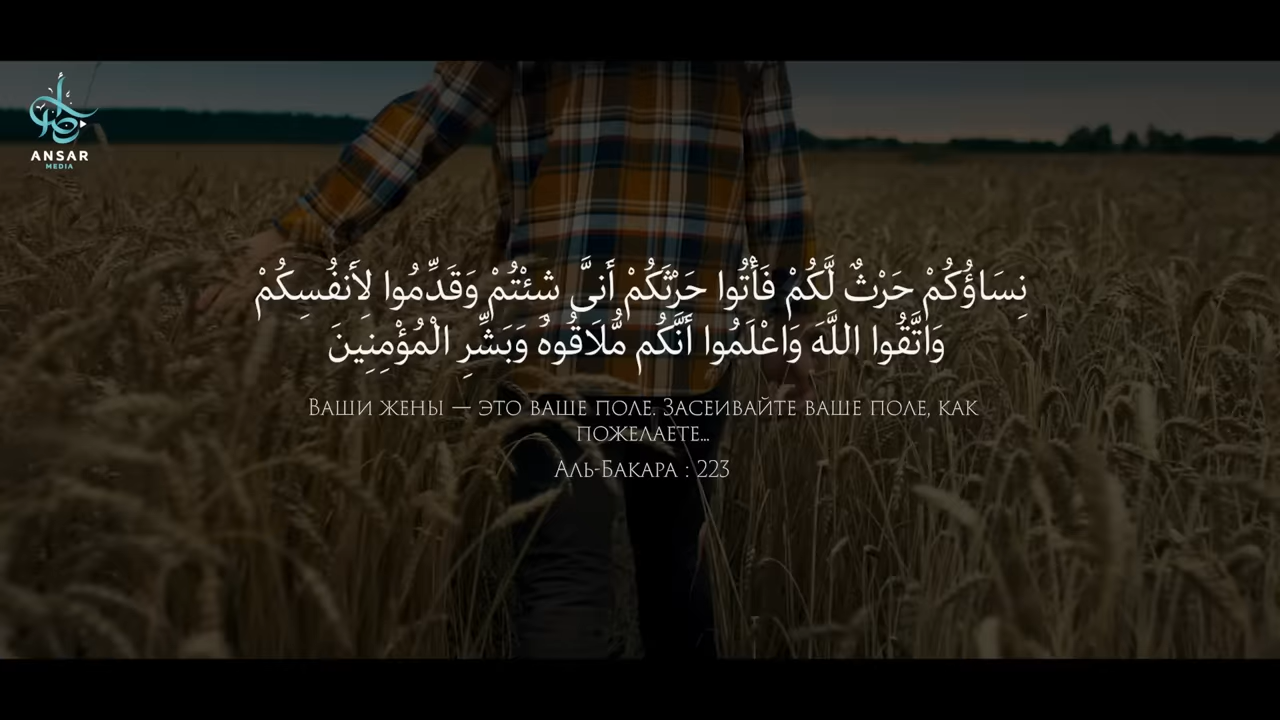 ANSAR
MEDIA
نِسَاؤُكُمْ حَرْثٌ لَّكُمْ فَأْتُوا حَرْثَكُمْ أَنىَّ شِئْتُمْ وَقَدِّمُوا لِأَنفُسِكُمْ
وَاتَّقُوا اللَّهَ وَاعْلَمُوا أَنَّكُم مُّلَاقُوهُ وَبَشِّرِ الْمُؤْمِنِينَ
Ваши жены — это ваше поле. Засеивайте ваше поле, как
пожелаете...
Аль-Бакара : 223